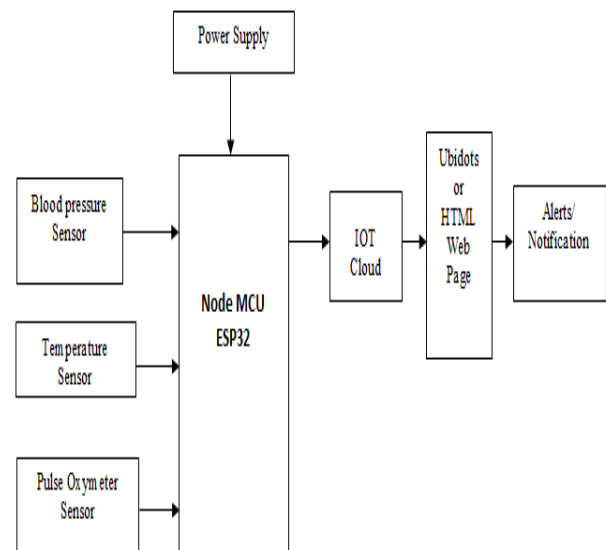 Power Supply
Blood pressure
Sensor
Temperature
Sensor
Pulse Oxymeter
Sensor
Node MCU
ESP32
IOT
Cloud
Ubidots
or
HTML
Web
Page
Alerts/
Notification